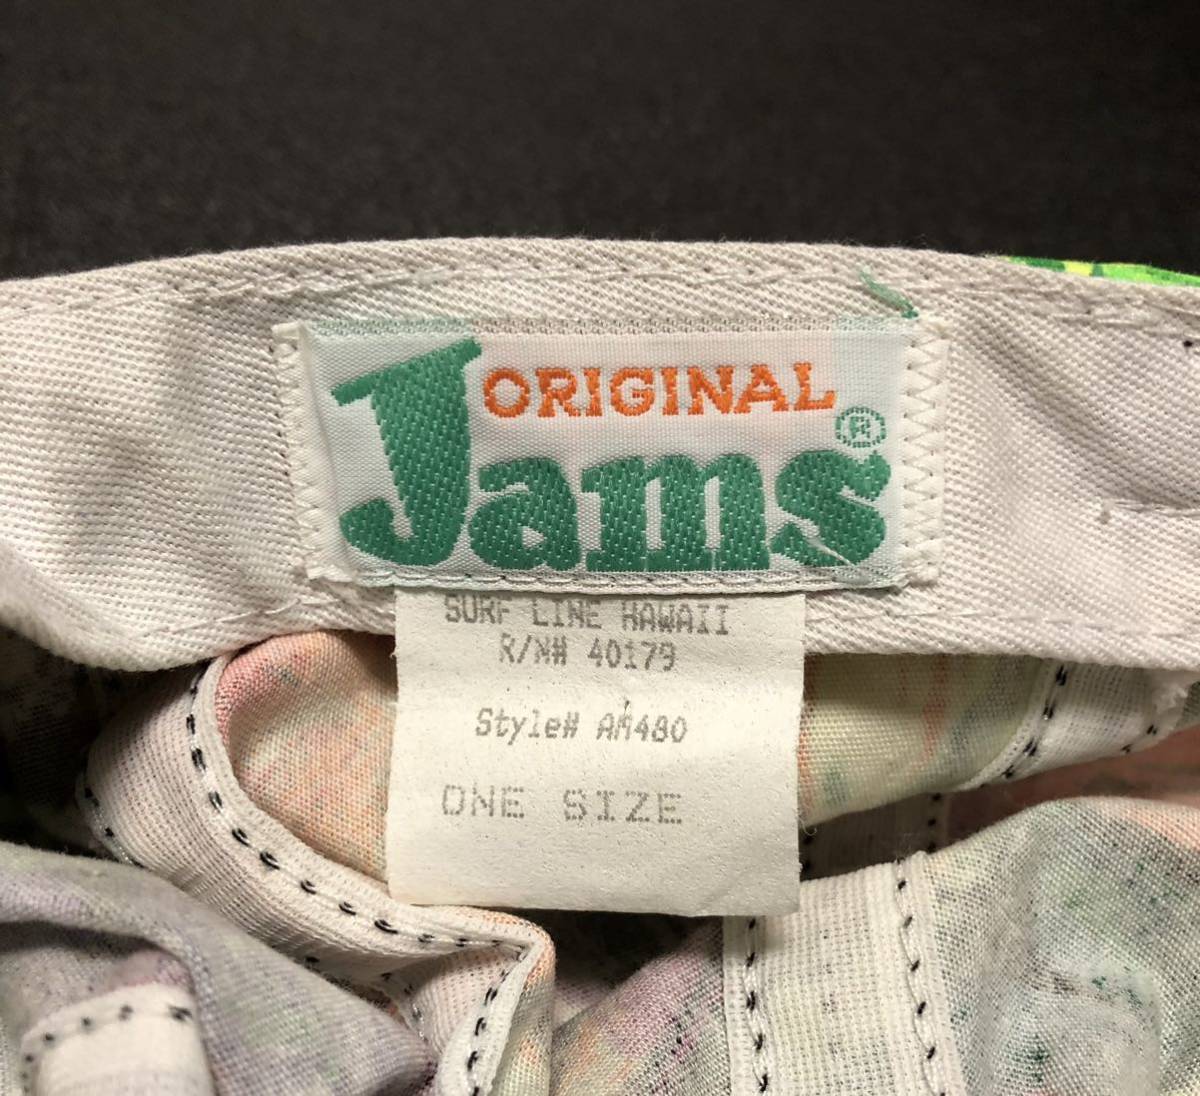 ORIGINAL
Jams®
SURF LINE HAWAII
R/N# 40179
Style# AM480
ONE SIZE